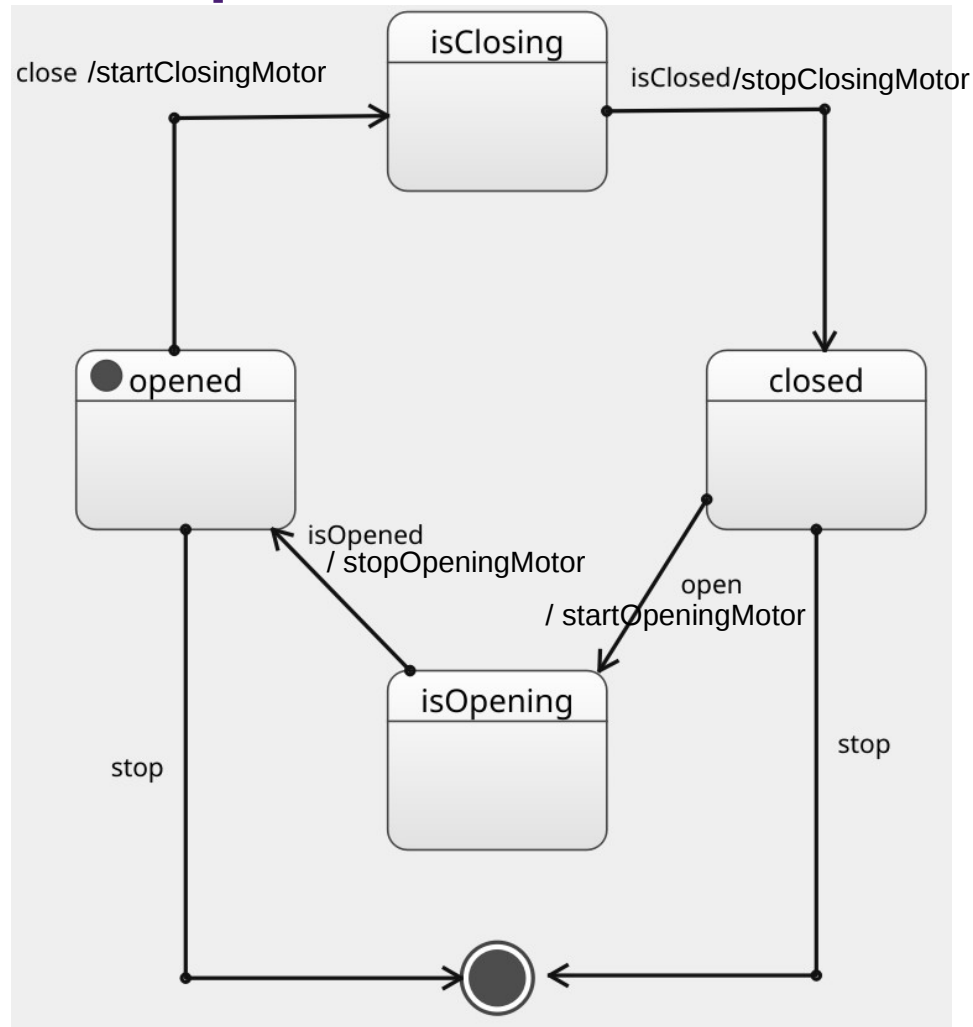 isClosing
close /startClosingMotor
isClosed/stopClosingMotor
opened
closed
isOpened
/ stopOpeningMotor
open
/ startOpeningMotor
isOpening
stop
stop